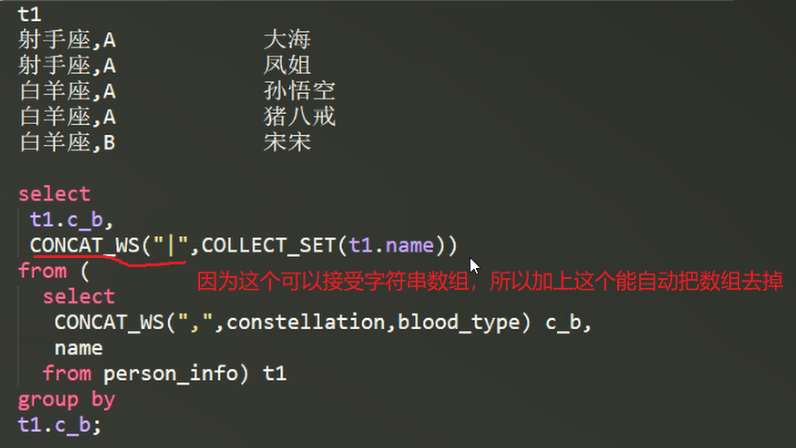 t1
射手座,A 大海
射手座,A 凤姐
白羊座,A 孙悟空
白羊座,A 猪八戒
白羊座,B 宋宋
select
t1.c_b,
CONCAT_WS("|",COLLECT_SET(t1.name))
from (
因为这个可以接受字符串数组，所以加上这个能自动把数组去掉
select
CONCAT_WS(",",constellation,blood_type) c_b,
name
from person_info) t1
group by
t1.c_b;